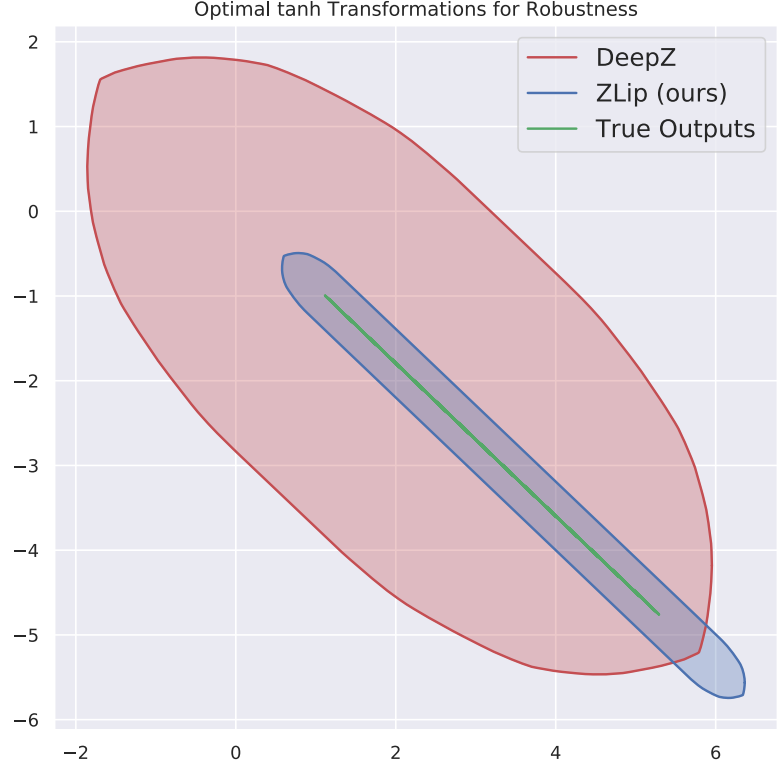 Optimal tanh Transformations for Robustness
DeepZ
ZLip (ours)
True Outputs
2
1
0
−1
−2
−3
−4
−5
−6
−2 0 2 4 6